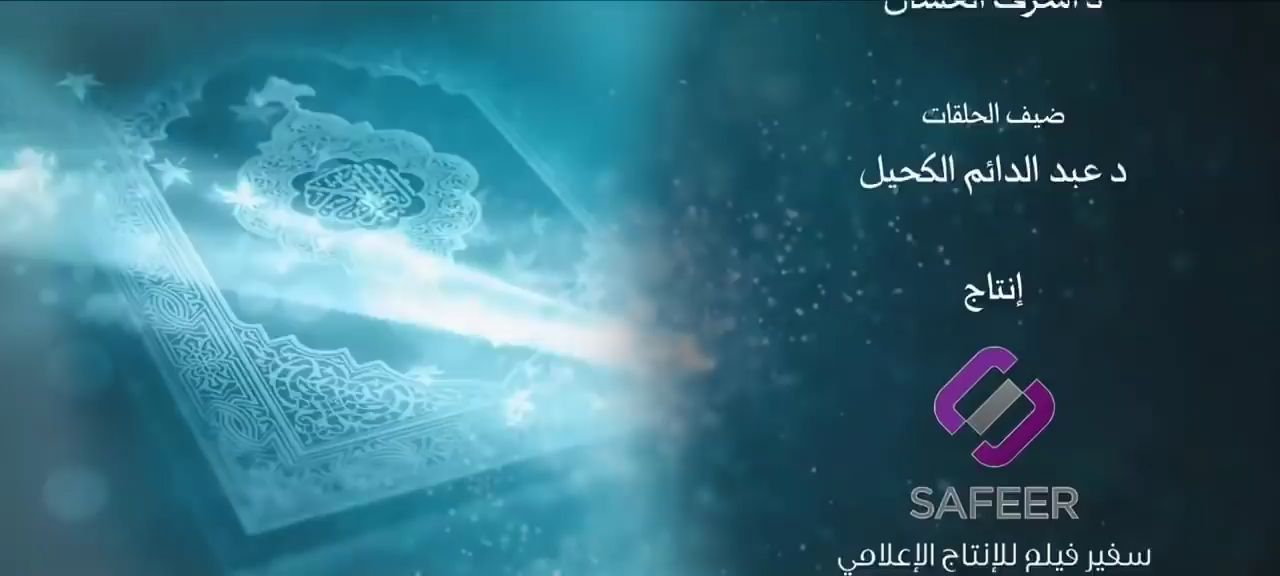 ضيف الحلقات
د عبد الدائم الكحيل
إنتاج
SAFEER
سفير فيلم للإنتاج الإعلامي